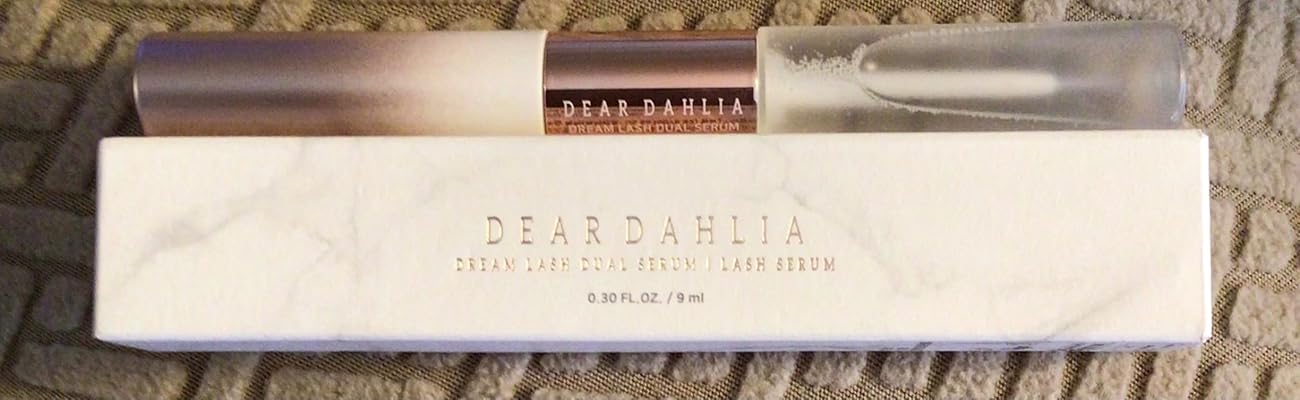 DEAR DAHLIA
DREAM LASH DUAL SERUM
DEAR DAHLIA
DREAM LASH DUAL SERUM | LASH SERUM
0.30 FL.OZ. / 9 ml